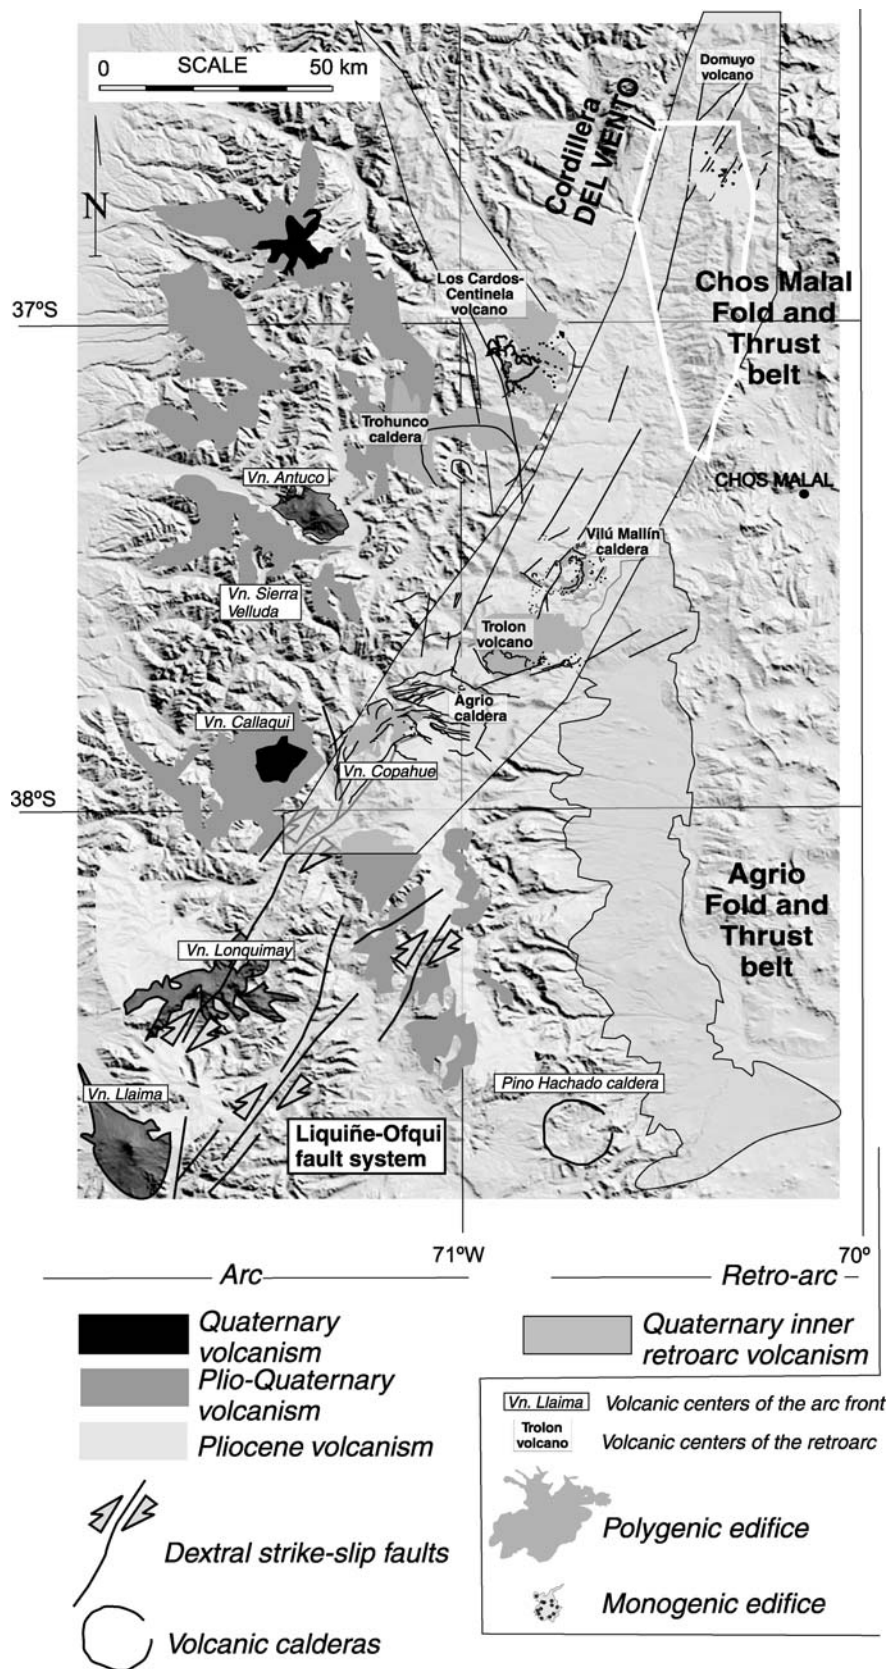 SCALE
0 50 km
N
Domuyo
volcano
Cordillera
DEL VIENTO
Los Cardos-
Centinela
volcano
37ºS
Chos Malal
Fold and
Thrust
belt
Trohunco
caldera
Vn. Antuco
CHOS MALAL
Vilú Mallín
caldera
Vn. Sierra
Velluda
Trolon
volcano
Agrio
caldera
Vn. Callaqui
Vn. Copahue
38ºS
Agrio
Fold and
Thrust
belt
Vn. Lonquimay
Vn. Llaima
Pino Hachado caldera
Liquiñe-Ofqui
fault system
71ºW
70º
Arc
Retro-arc
Quaternary
volcanism
Plio-Quaternary
volcanism
Pliocene volcanism
Dextral strike-slip faults
Volcanic calderas
Quaternary inner
retroarc volcanism
Vn. Llaima
Volcanic centers of the arc front
Trolon
volcano
Volcanic centers of the retroarc
Polygenic edifice
Monogenic edifice